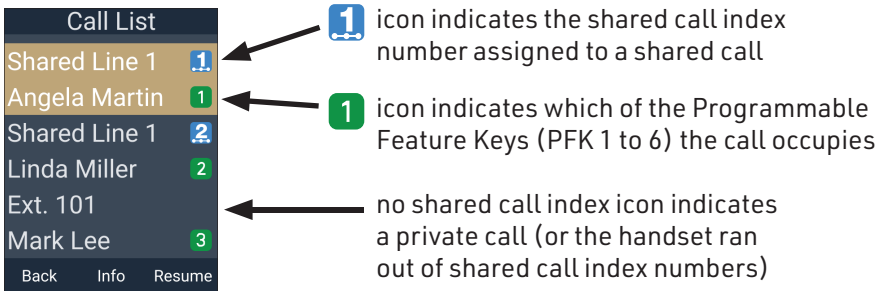 Call List
Shared Line 1 1
Angela Martin 1
Shared Line 1 2
Linda Miller 2
Ext. 101
Mark Lee 3
Back Info Resume
1 icon indicates the shared call index
number assigned to a shared call
1 icon indicates which of the Programmable
Feature Keys (PFK 1 to 6) the call occupies
no shared call index icon indicates
a private call (or the handset ran
out of shared call index numbers)